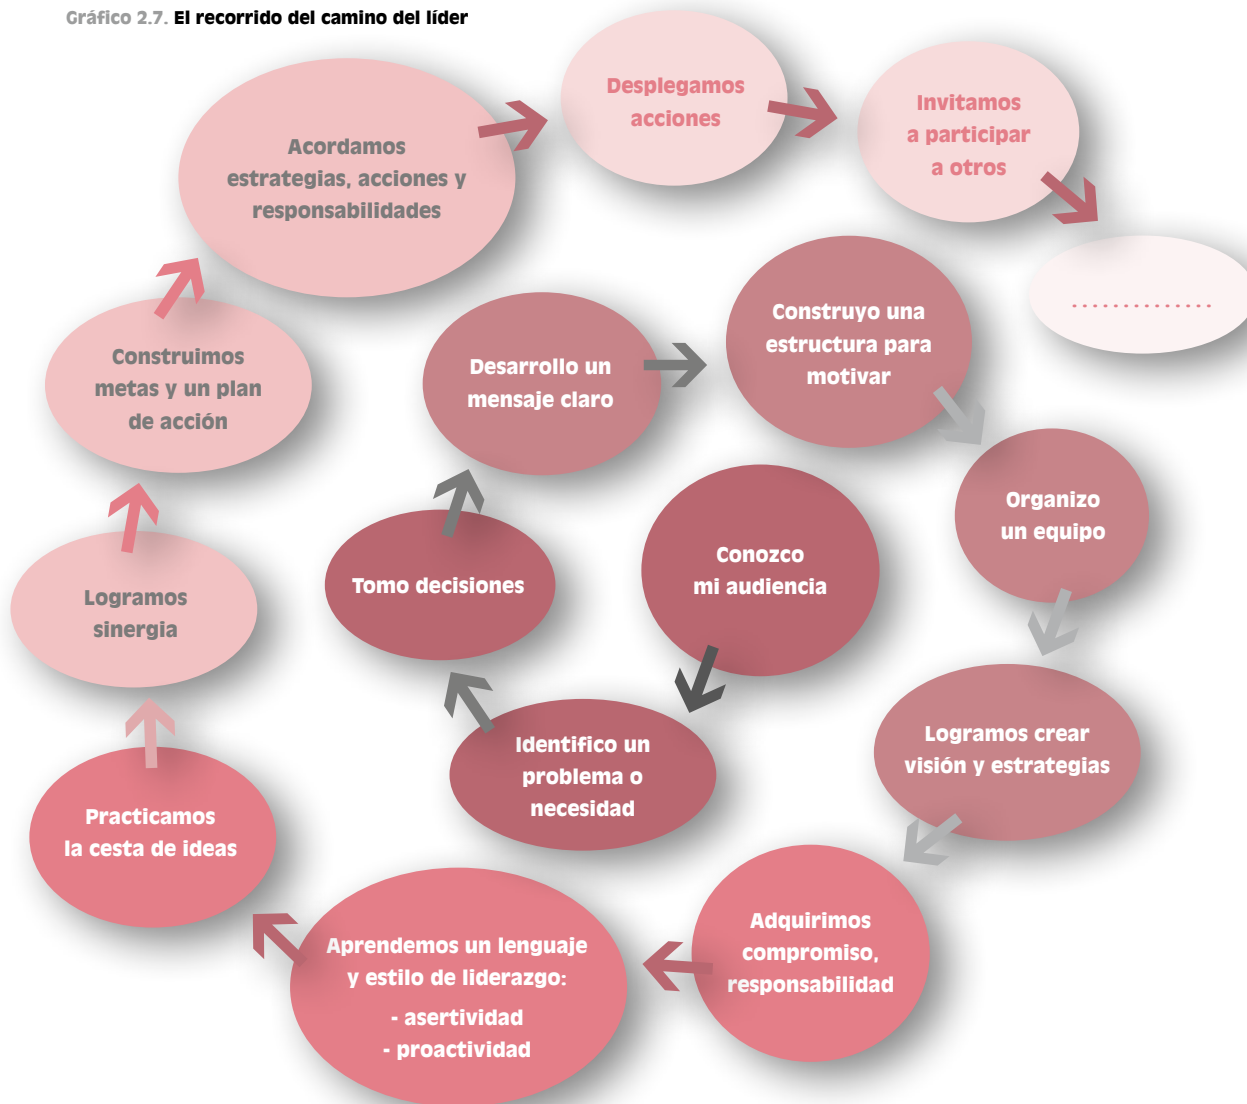 Gráfico 2.7. El recorrido del camino del líder
Conozco
mi audiencia
Identifico un
problema o
necesidad
Tomo decisiones
Desarrollo un
mensaje claro
Construyo una
estructura para
motivar
Organizo
un equipo
Logramos crear
visión y estrategias
Adquirimos
compromiso,
responsabilidad
Aprendemos un lenguaje
y estilo de liderazgo:
- asertividad
- proactividad
Practicamos
la cesta de ideas
Logramos
sinergia
Construimos
metas y un plan
de acción
Acordamos
estrategias, acciones y
responsabilidades
Desplegamos
acciones
Invitamos
a participar
a otros
..............